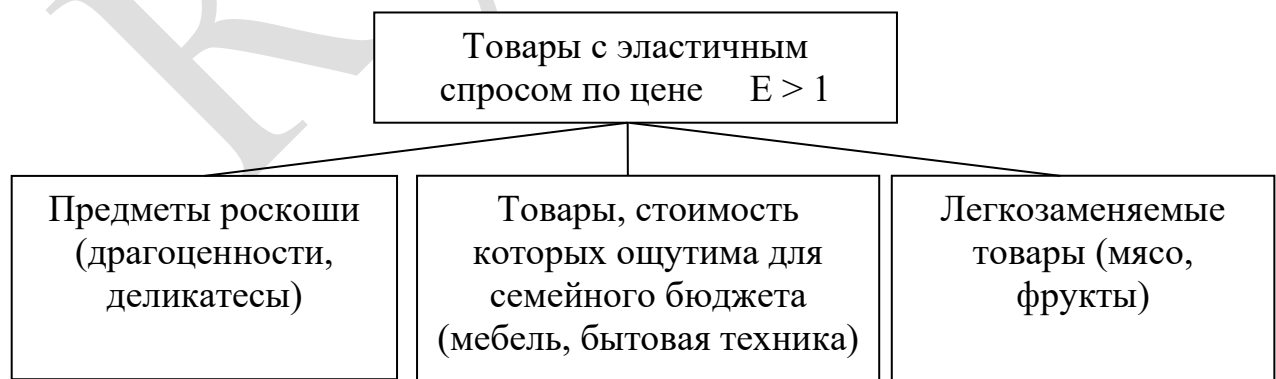 Товары с эластичным
спросом по цене E > 1
Предметы роскоши
(драгоценности,
деликатесы)
Товары, стоимость
которых ощутима для
семейного бюджета
(мебель, бытовая техника)
Легкозаменяемые
товары (мясо,
фрукты)